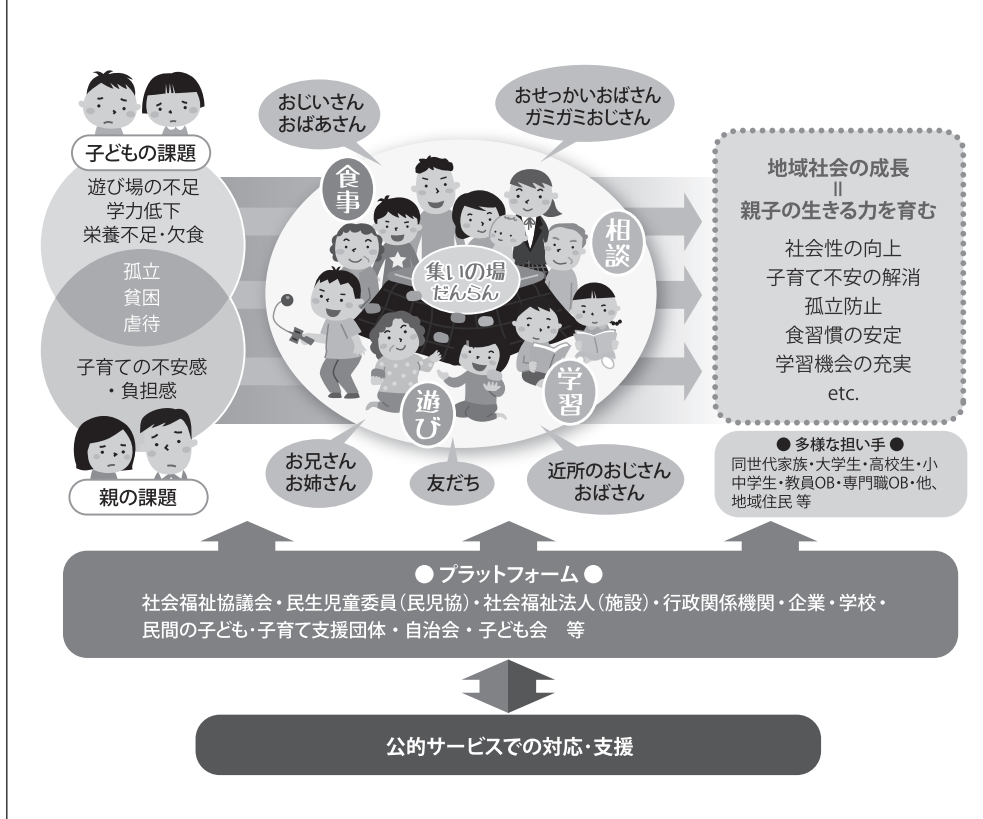 子どもの課題
遊び場の不足
学力低下
栄養不足・欠食
孤立
貧困
虐待
子育ての不安感
・負担感
親の課題
おじいさん
おばあさん
おせっかいおばさん
ガミガミおじさん
食事
相談
集いの場
だんらん
遊び
学習
お兄さん
お姉さん
友だち
近所のおじさん
おばさん
地域社会の成長
＝
親子の生きる力を育む
社会性の向上
子育て不安の解消
孤立防止
食習慣の安定
学習機会の充実
etc.
● 多様な担い手 ●
同世代家族・大学生・高校生・小
中学生・教員OB・専門職OB・他、
地域住民 等
● プラットフォーム ●
社会福祉協議会・民生児童委員（民児協）・社会福祉法人（施設）・行政関係機関・企業・学校・
民間の子ども・子育て支援団体・自治会・子ども会　等
公的サービスでの対応・支援